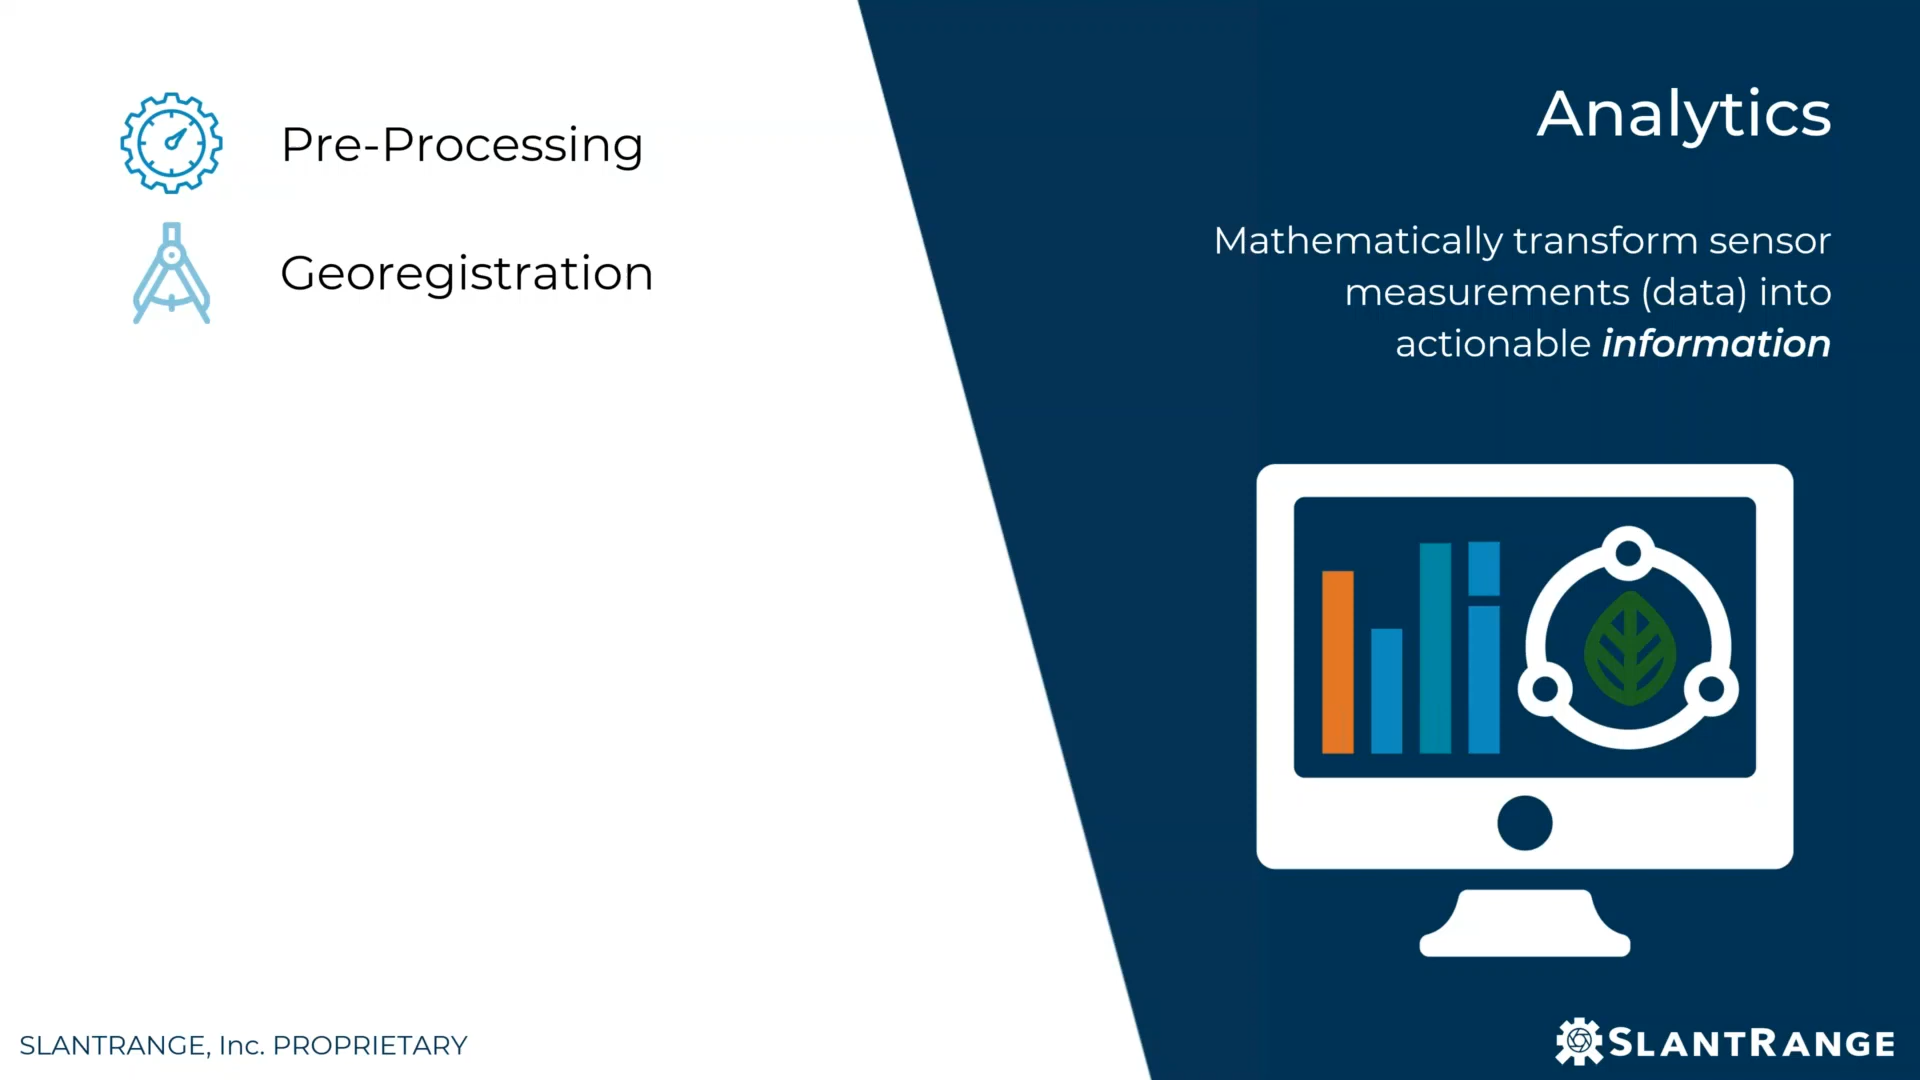 Pre-Processing
Georegistration
Analytics
Mathematically transform sensor
measurements (data) into
actionable information
SLANTRANGE, Inc. PROPRIETARY
SLANTRANGE